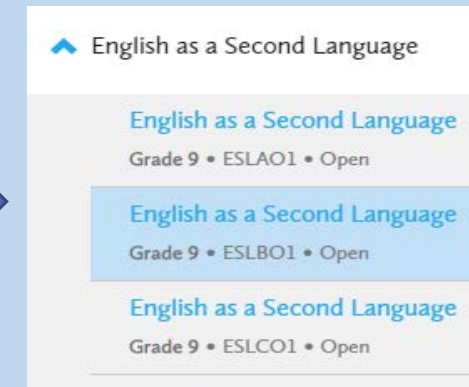 English as a Second Language
English as a Second Language
Grade 9 • ESLAO1 • Open
English as a Second Language
Grade 9 • ESLBO1 • Open
English as a Second Language
Grade 9 • ESLCO1 • Open